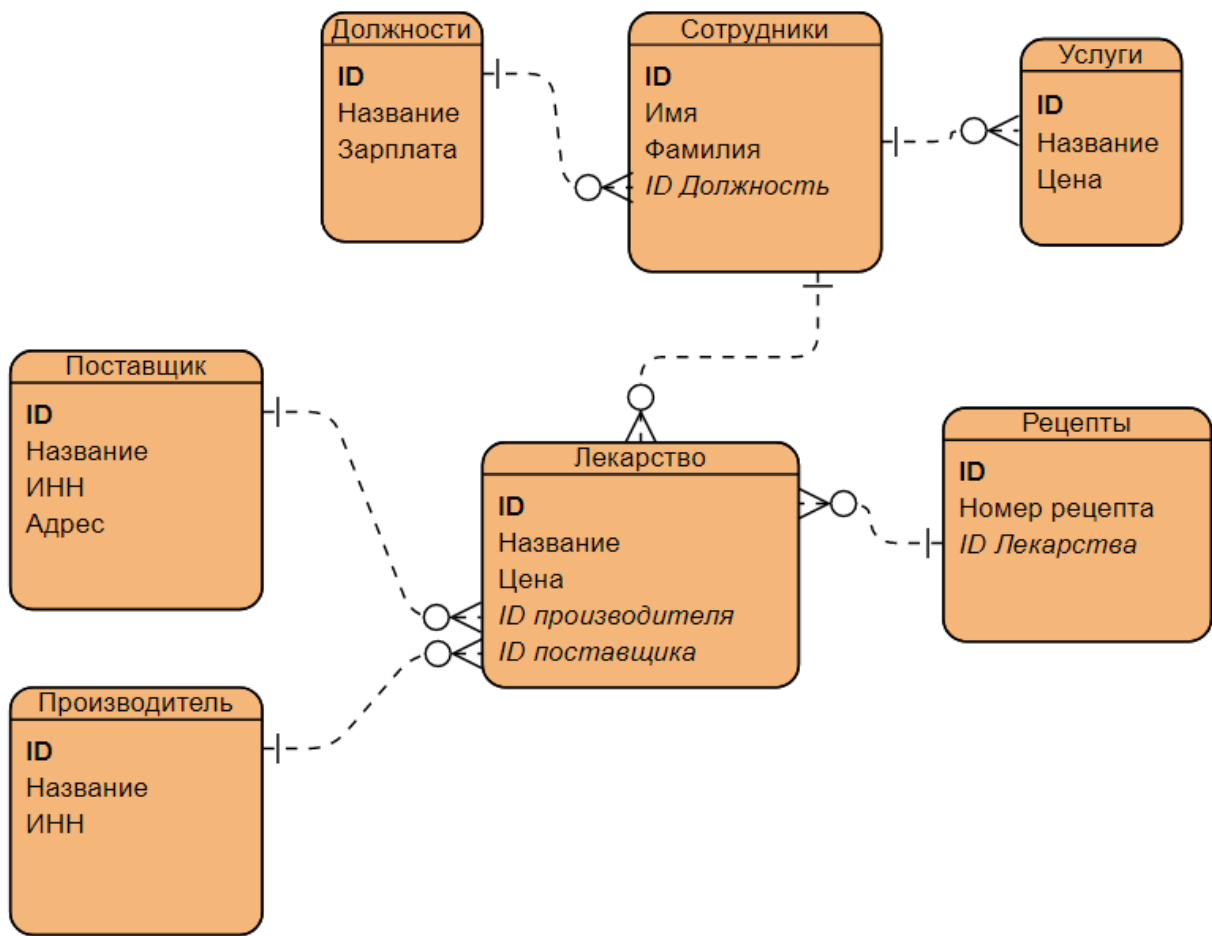 Должности
ID
Название
Зарплата
Сотрудники
ID
Имя
Фамилия
ID Должность
Услуги
ID
Название
Цена
Поставщик
ID
Название
ИНН
Адрес
Лекарство
ID
Название
Цена
ID производителя
ID поставщика
Рецепты
ID
Номер рецепта
ID Лекарства
Производитель
ID
Название
ИНН